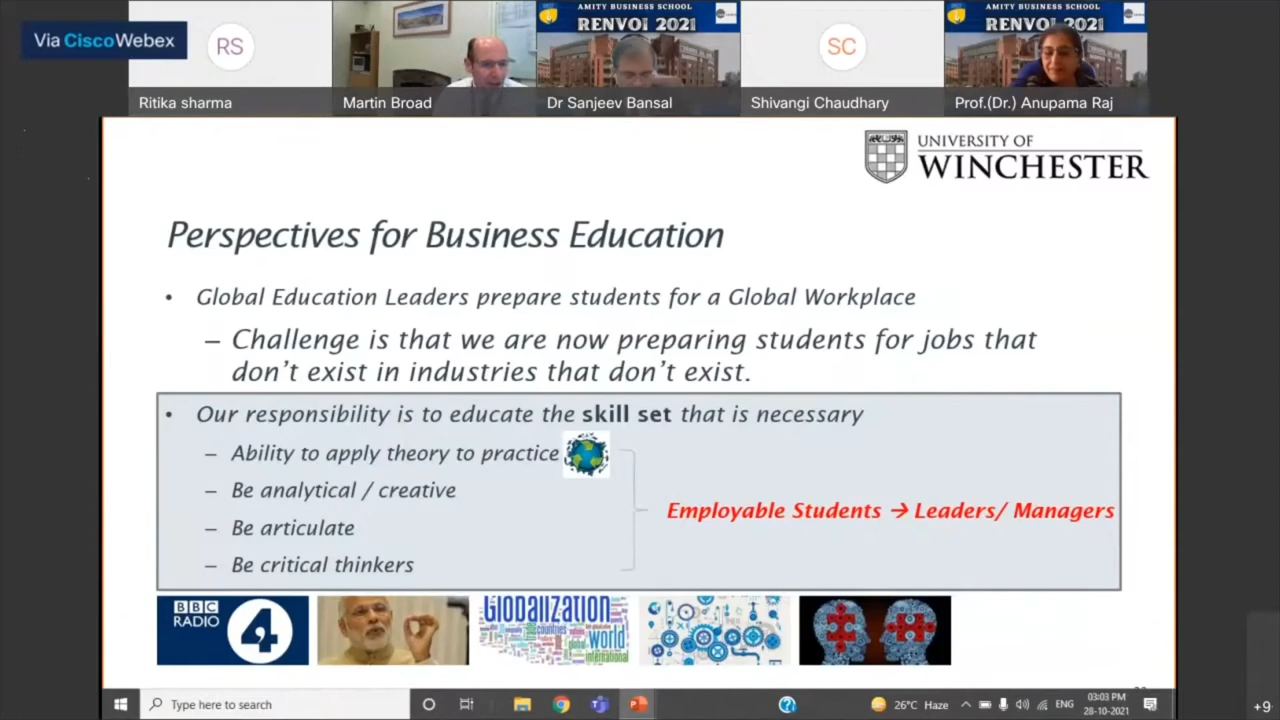 Via CiscoWebex
RS
AMITY BUSINESS SCHOOL
RENVOI 2021
SC
AMITY BUSINESS SCHOOL
RENVOI 2021
Ritika sharma
Martin Broad
Dr Sanjeev Bansal
Shivangi Chaudhary
Prof.(Dr.) Anupama Raj
UNIVERSITY OF
WINCHESTER
Perspectives for Business Education
• Global Education Leaders prepare students for a Global Workplace
– Challenge is that we are now preparing students for jobs that
don't exist in industries that don't exist.
• Our responsibility is to educate the skill set that is necessary
– Ability to apply theory to practice
– Be analytical / creative
– Be articulate
– Be critical thinkers
Employable Students → Leaders/ Managers
BBC
RADIO
4
Globalization
countries
world
global
international
Type here to search
26°C Haze
ENG
03:03 PM
28-10-2021
+9